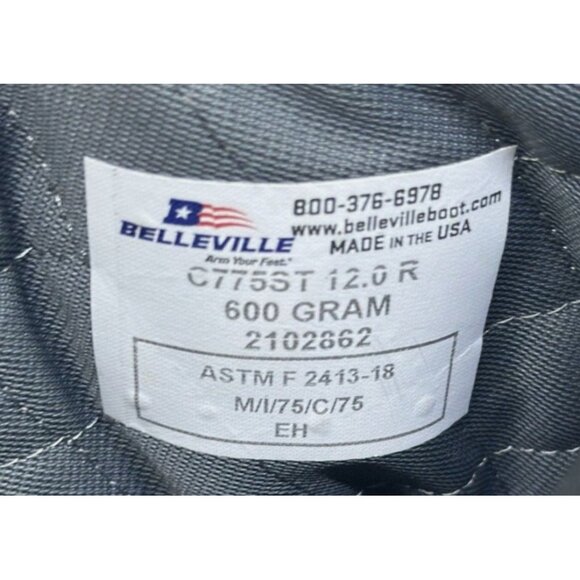 BELLEVILLE
Arm Your Feet.®
800-376-6978
www.bellevilleboot.com
MADE IN THE USA
C775ST 12.0 R
600 GRAM
2102862
ASTM F 2413-18
M/I/75/C/75
EH